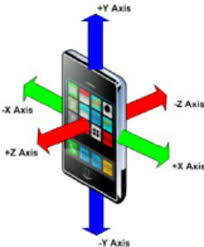 +Y Axis
-X Axis
-Z Axis
+Z Axis
+X Axis
-Y Axis